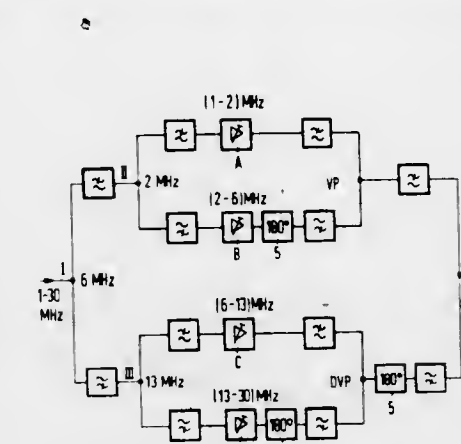 (1-2) MHz
A
II
2 MHz
VP
(2-6) MHz
180°
B
5
I
6 MHz
1-30
MHz
(6-13) MHz
C
III
13 MHz
DVP
180°
5
(13-30) MHz
180°